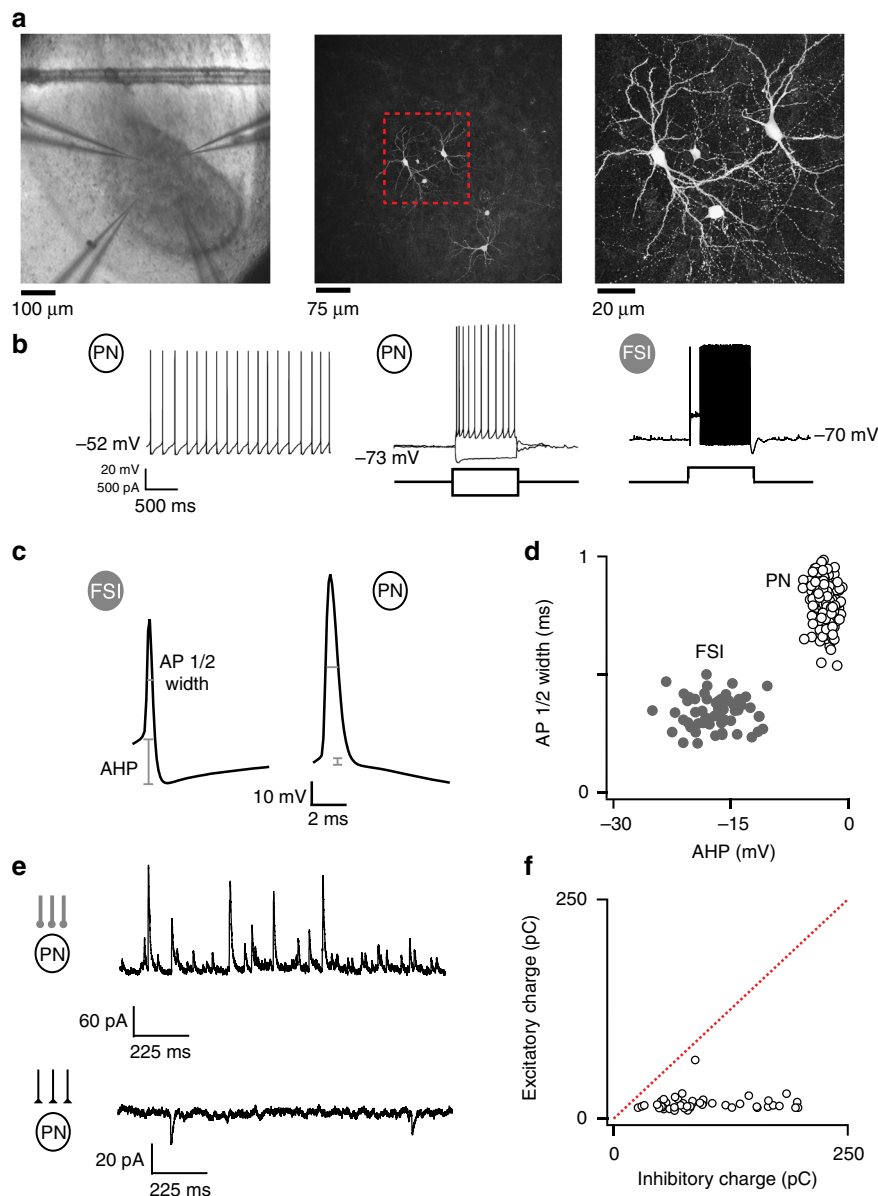 a
100 μm
75 μm
20 μm
b
PN
–52 mV
20 mV
500 pA
500 ms
PN
–73 mV
FSI
–70 mV
c
FSI
AP 1/2
width
AHP
PN
10 mV
2 ms
d
1
AP 1/2 width (ms)
PN
FSI
0
–30
–15
0
AHP (mV)
e
PN
60 pA
225 ms
PN
20 pA
225 ms
f
250
Excitatory charge (pC)
0
0
250
Inhibitory charge (pC)